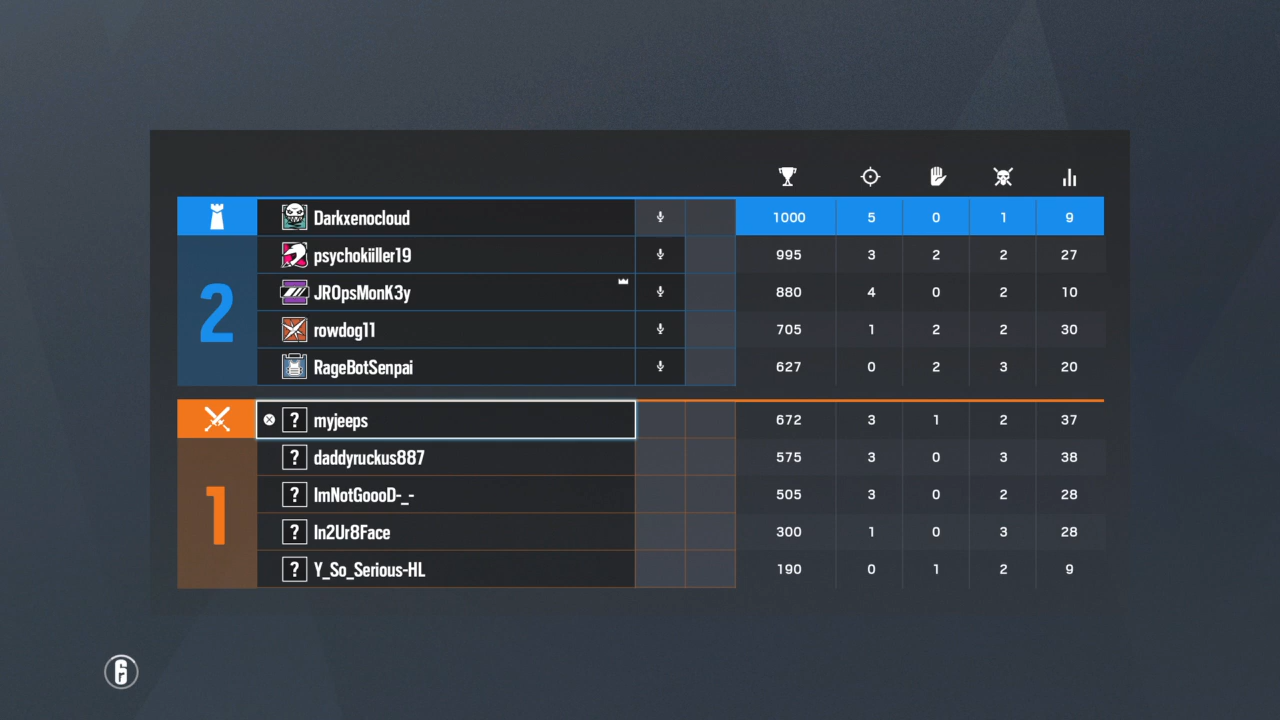 Darkxenocloud 1000 5 0 1 9
psychokiiller19 995 3 2 2 27
2 JROpsMonK3y 880 4 0 2 10
rowdog11 705 1 2 2 30
RageBotSenpai 627 0 2 3 20
? myjeeps 672 3 1 2 37
? daddyruckus887 575 3 0 3 38
1 ? ImNotGoooD-_- 505 3 0 2 28
? In2Ur8Face 300 1 0 3 28
? Y_So_Serious-HL 190 0 1 2 9
6